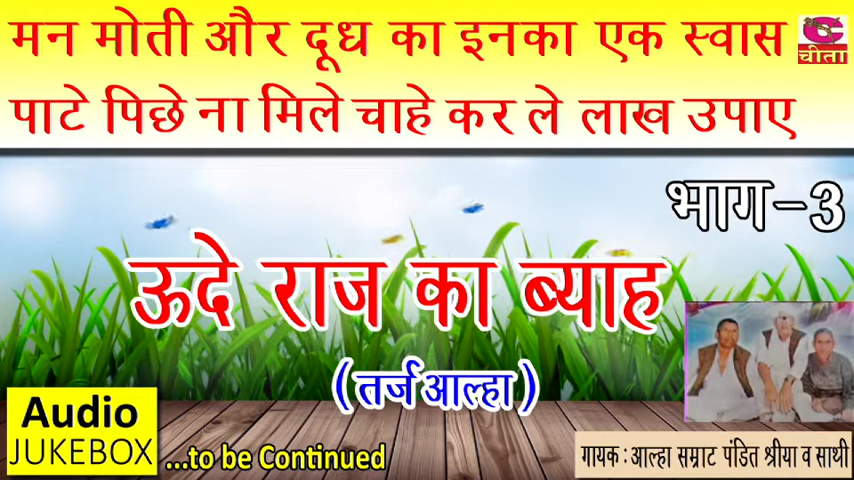 मन मोती और दूध का इनका एक स्वास
चीता
पाटे पिछे ना मिले चाहे कर ले लाख उपाए
भाग-3
ऊदे राज का ब्याह
(तर्ज आल्हा)
Audio
JUKEBOX
...to be Continued
गायक : आल्हा सम्राट पंडित श्रीया व साथी